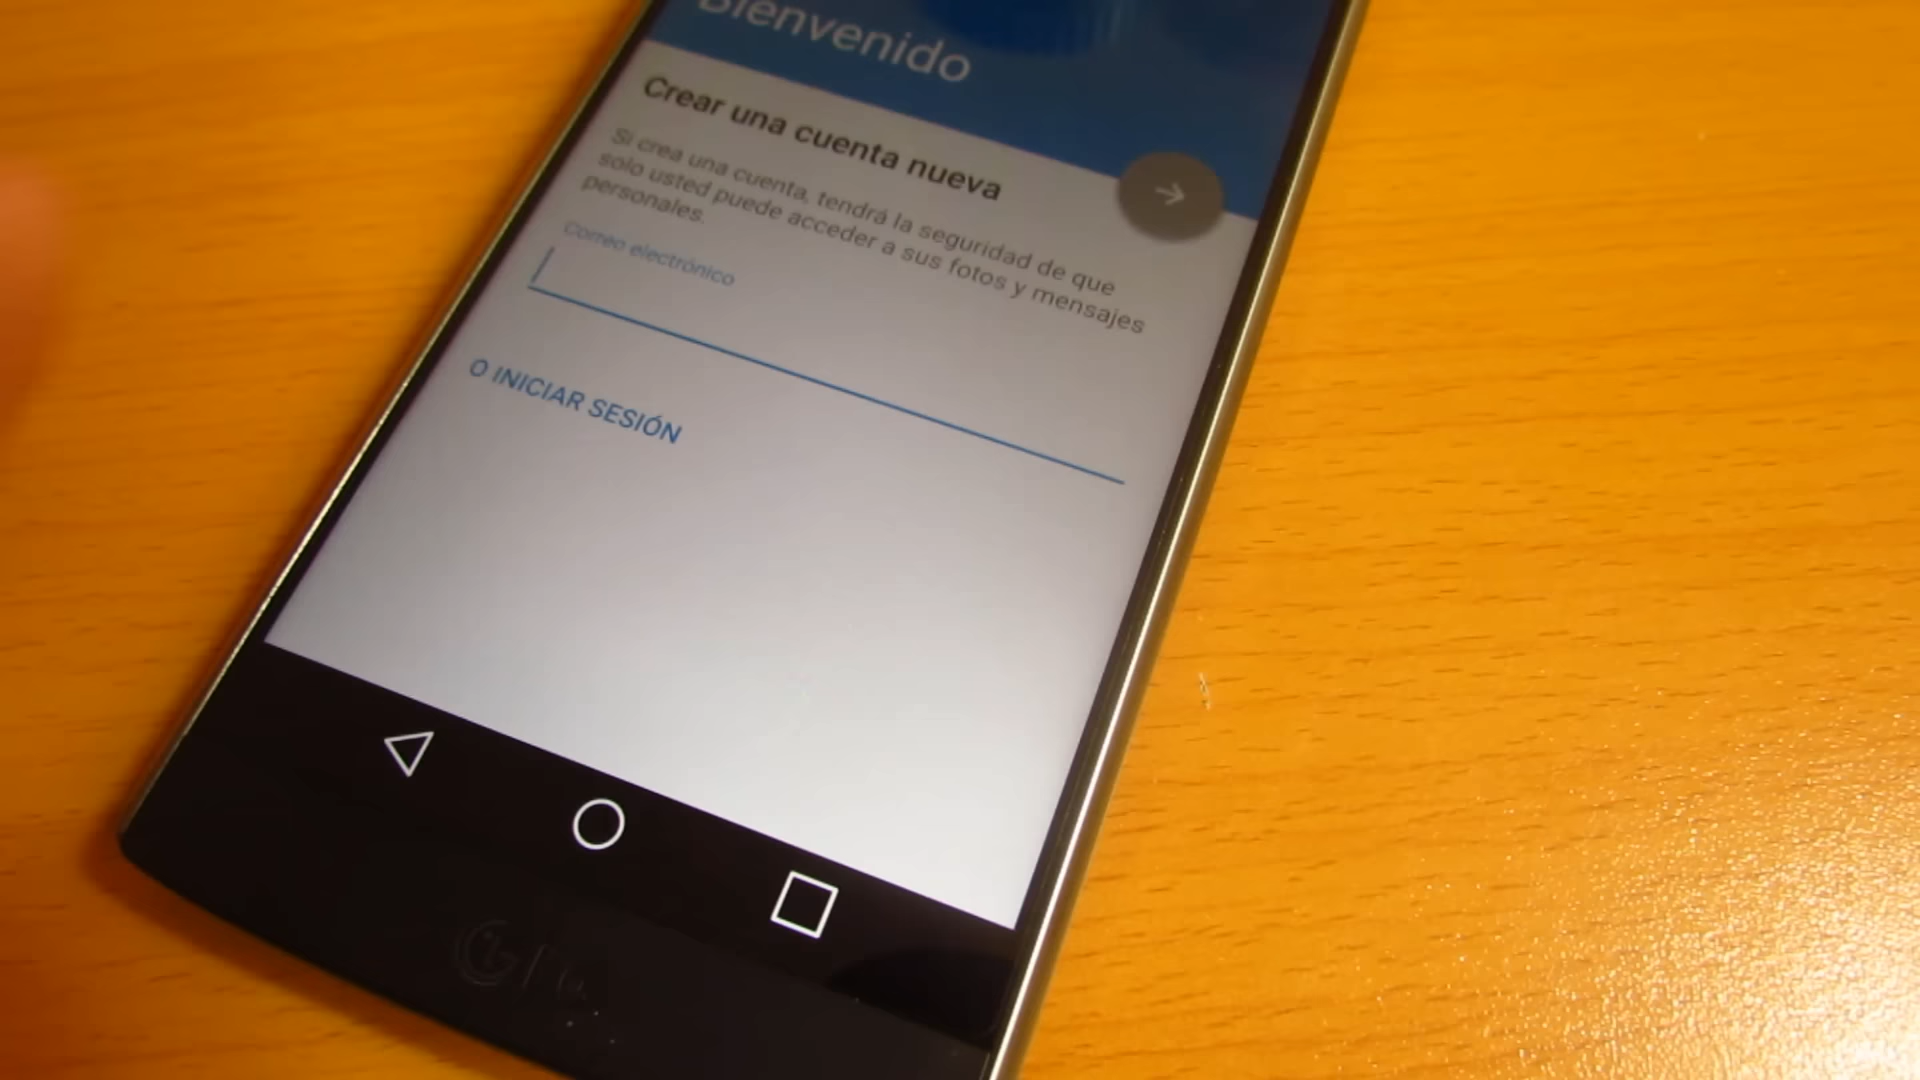 Bienvenido
Crear una cuenta nueva
Si crea una cuenta, tendrá la seguridad de que
solo usted puede acceder a sus fotos y mensajes
personales.
Correo electrónico
O INICIAR SESIÓN
LG